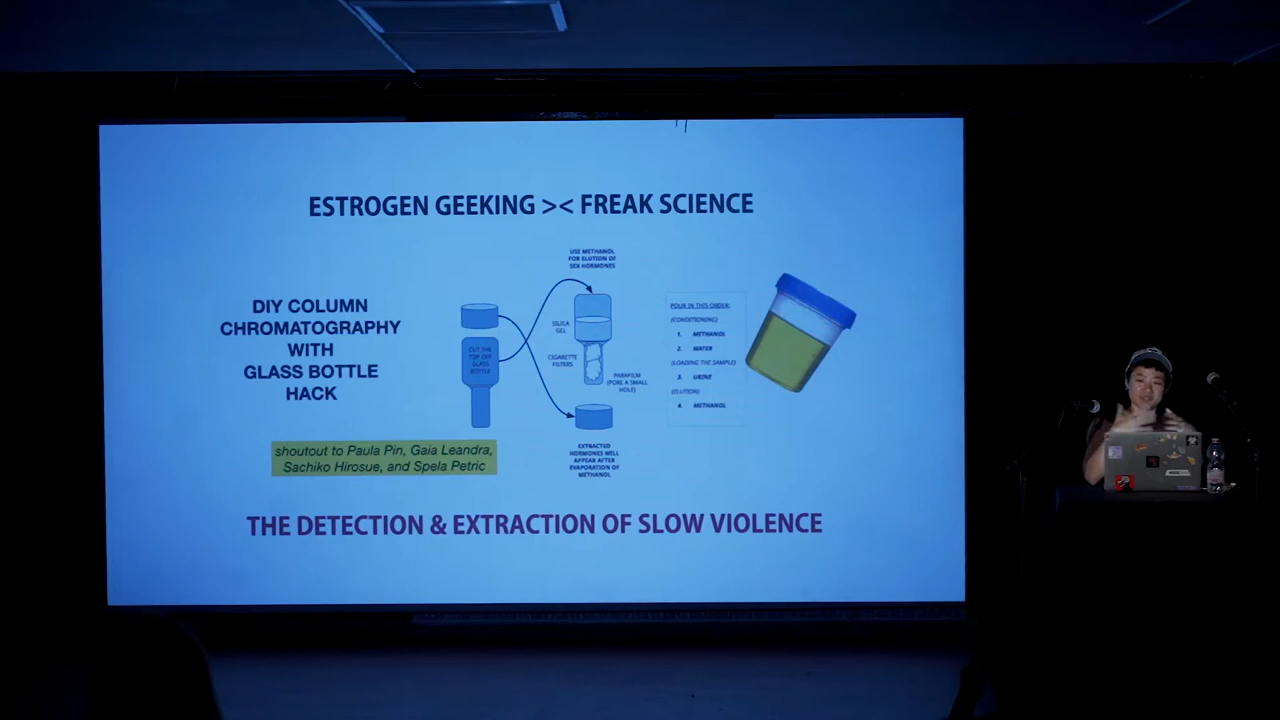 ESTROGEN GEEKING >< FREAK SCIENCE
USE METHANOL
FOR ELUTION OF
SEX HORMONES
DIY COLUMN
CHROMATOGRAPHY
WITH
GLASS BOTTLE
HACK
CUT THE
TOP OFF
GLASS
BOTTLE
SILICA
GEL
CIGARETTE
FILTERS
PARAFILM
(POKE A SMALL
HOLE)
EXTRACTED
HORMONES WELL
APPEAR AFTER
EVAPORATION OF
METHANOL
POUR IN THIS ORDER:
(CONDITIONING)
1. METHANOL
2. WATER
(LOADING THE SAMPLE)
3. URINE
(ELUTION)
4. METHANOL
shoutout to Paula Pin, Gaia Leandra,
Sachiko Hirosue, and Spela Petric
THE DETECTION & EXTRACTION OF SLOW VIOLENCE